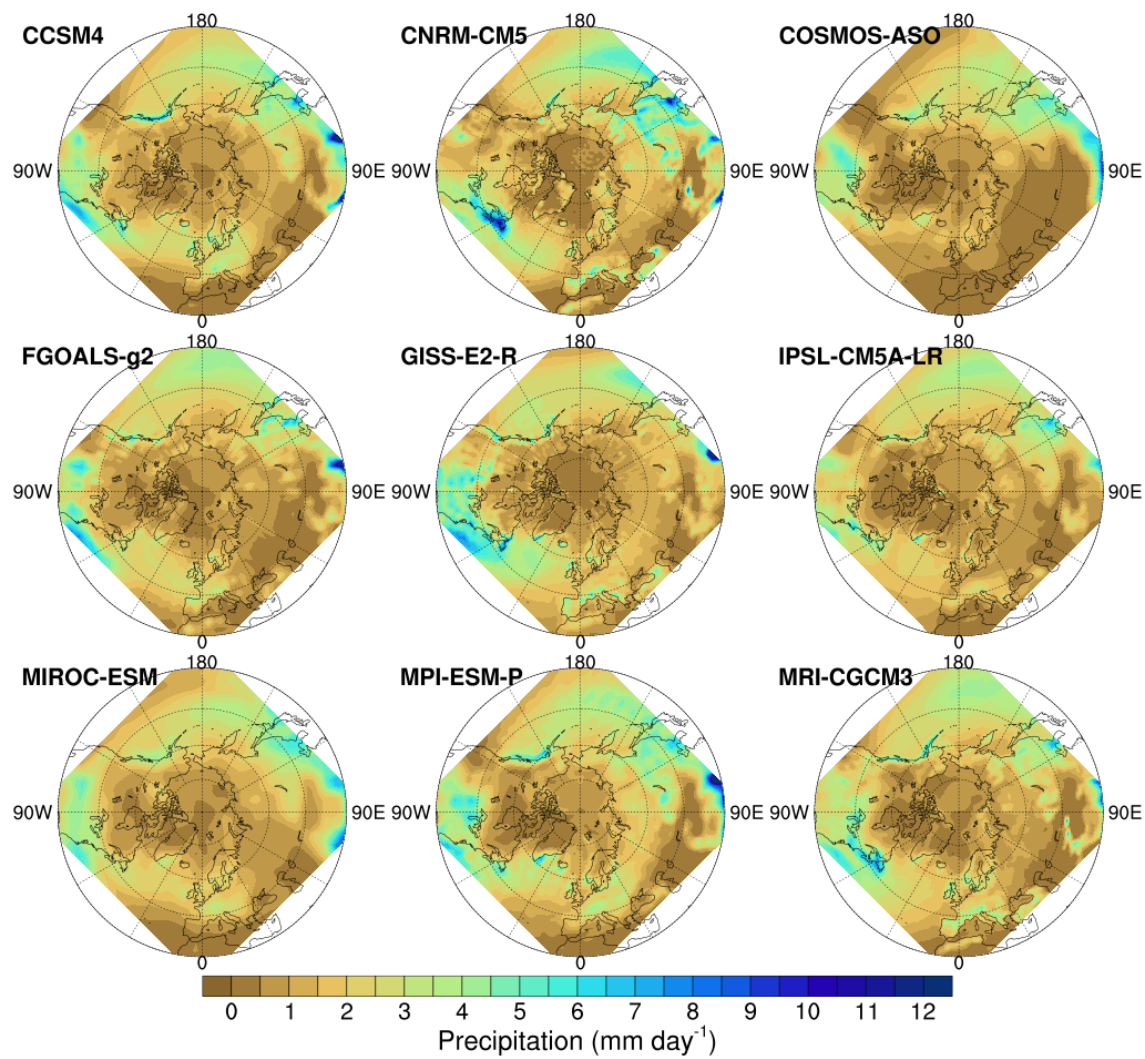 180 180 180
CCSM4 CNRM-CM5 COSMOS-ASO
90W 90E 90W 90E 90W 90E
0 0 0
180 180 180
FGOALS-g2 GISS-E2-R IPSL-CM5A-LR
90W 90E 90W 90E 90W 90E
0 0 0
180 180 180
MIROC-ESM MPI-ESM-P MRI-CGCM3
90W 90E 90W 90E 90W 90E
0 0 0
0 1 2 3 4 5 6 7 8 9 10 11 12
Precipitation (mm day⁻¹)